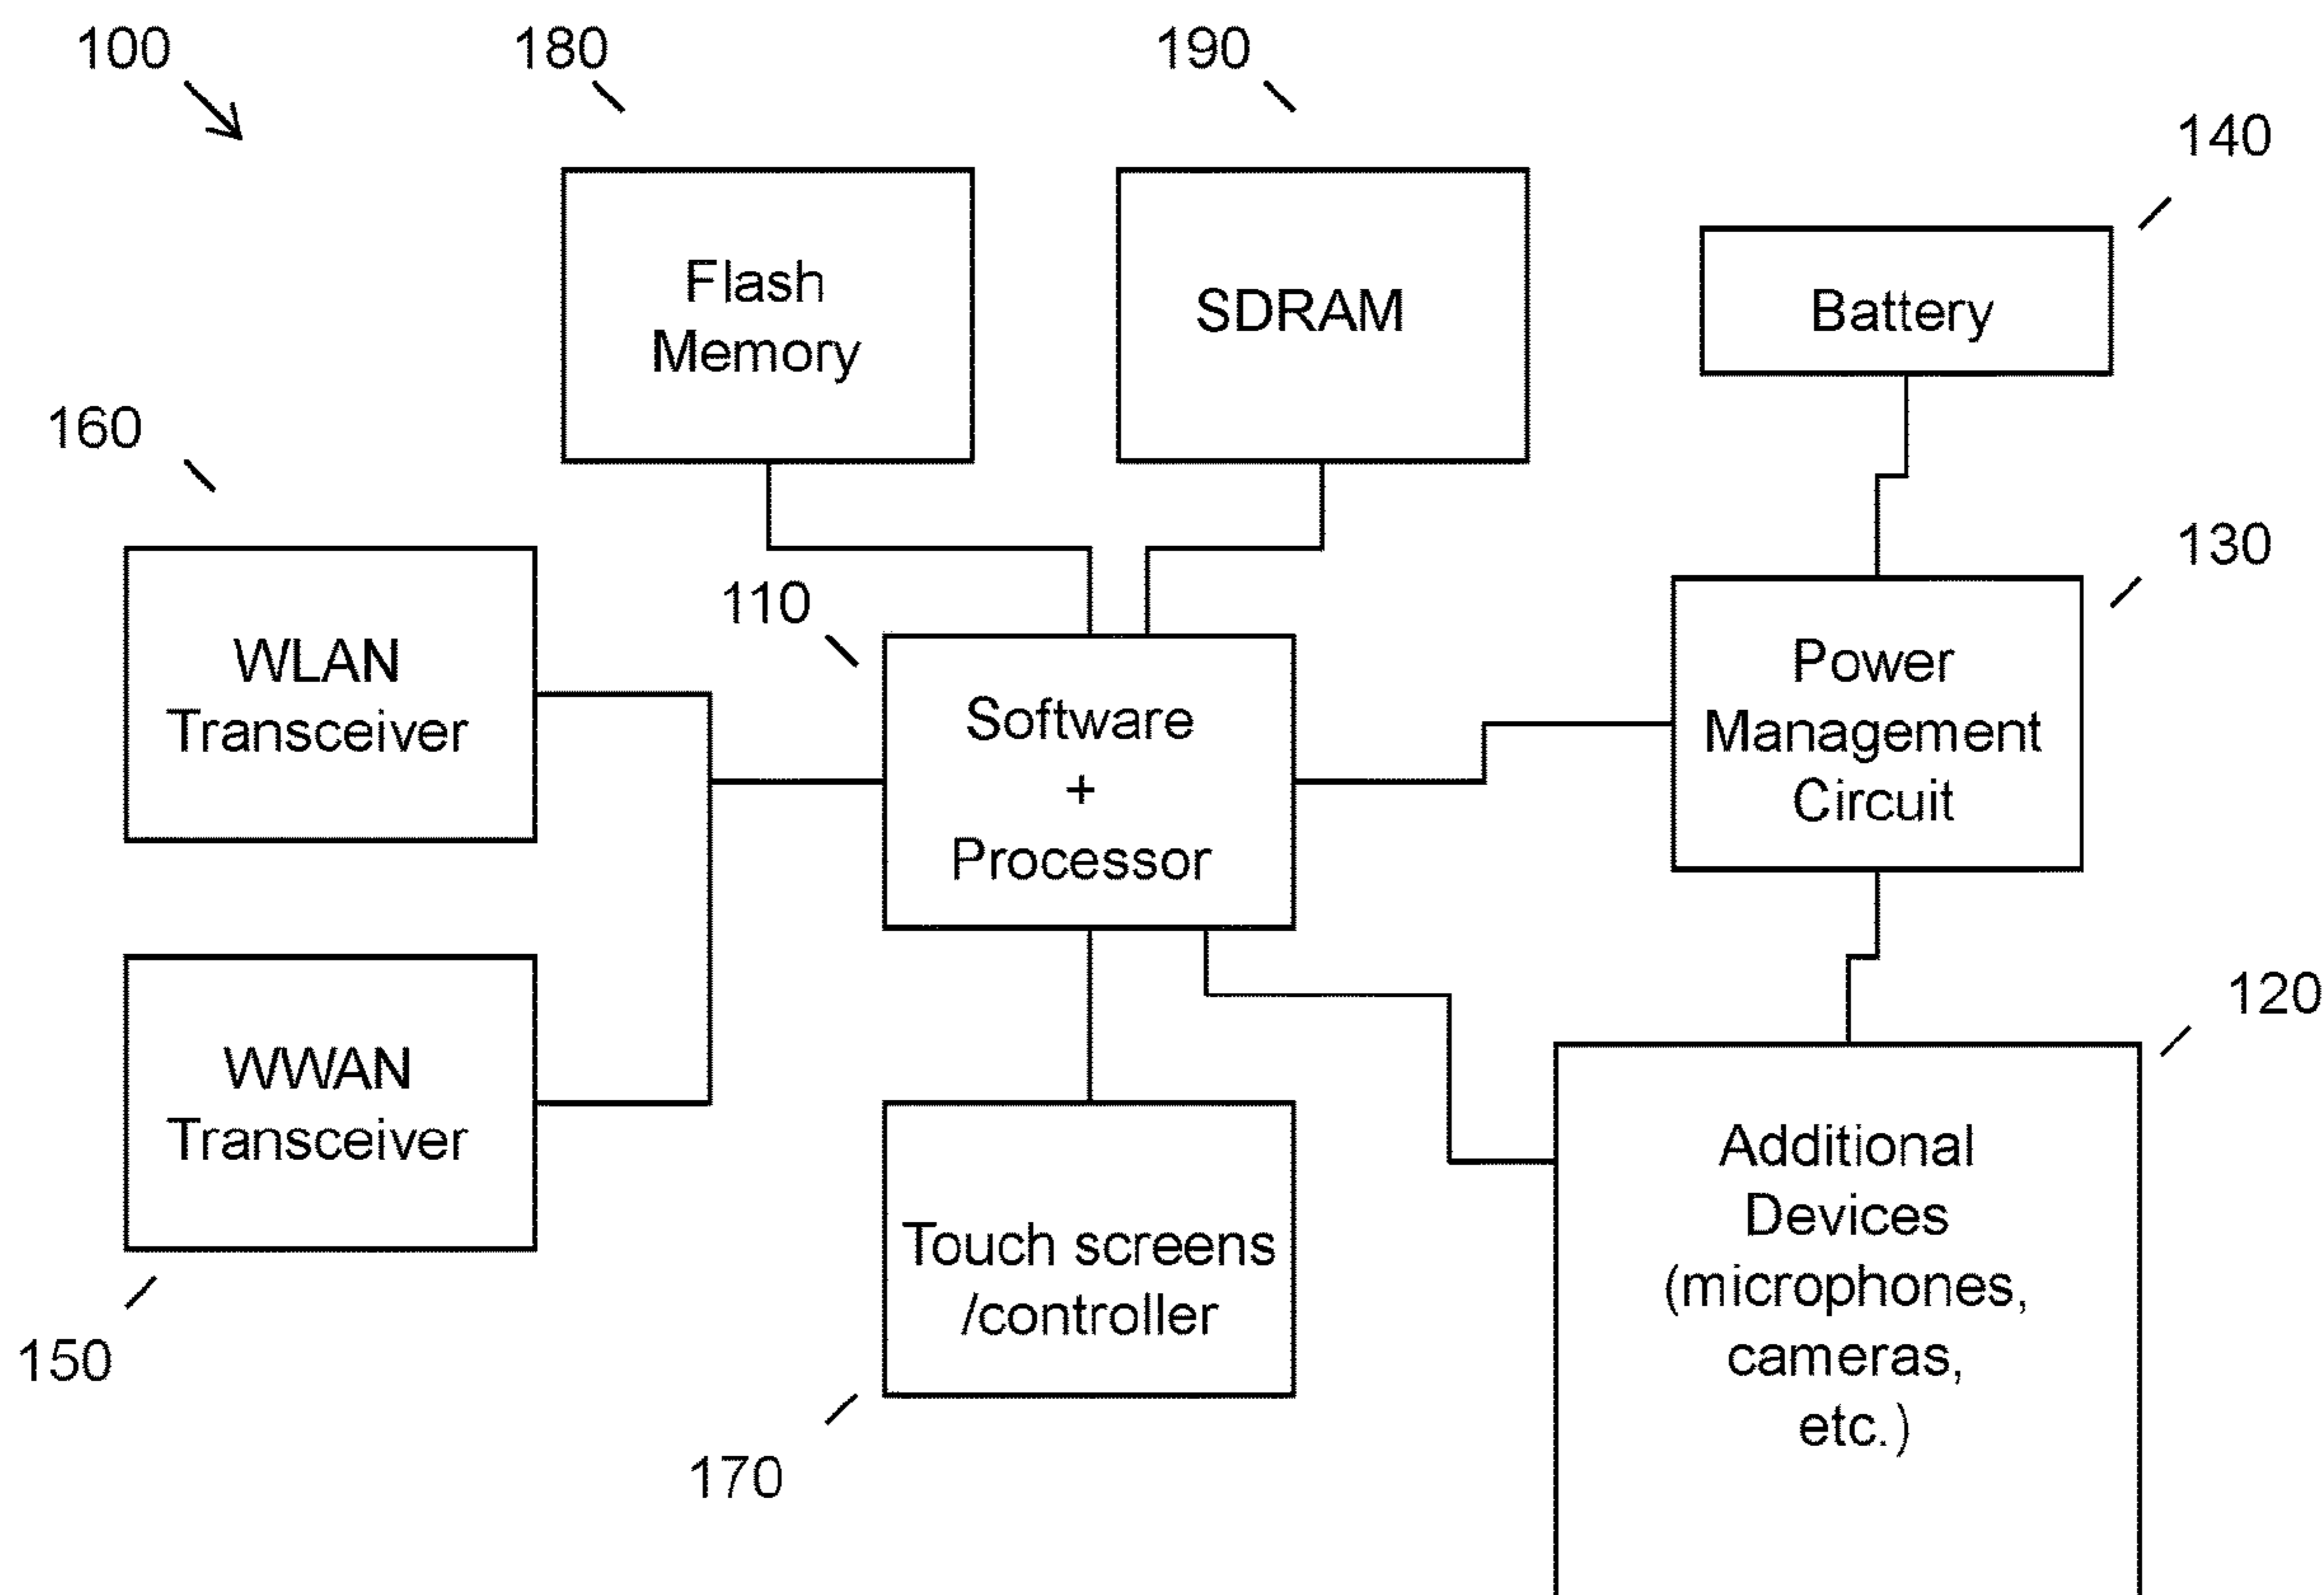 100
180
190
140
Flash
Memory
SDRAM
Battery
160
130
110
WLAN
Transceiver
Software
+
Processor
Power
Management
Circuit
120
WWAN
Transceiver
Touch screens
/controller
Additional
Devices
(microphones,
cameras,
etc.)
150
170